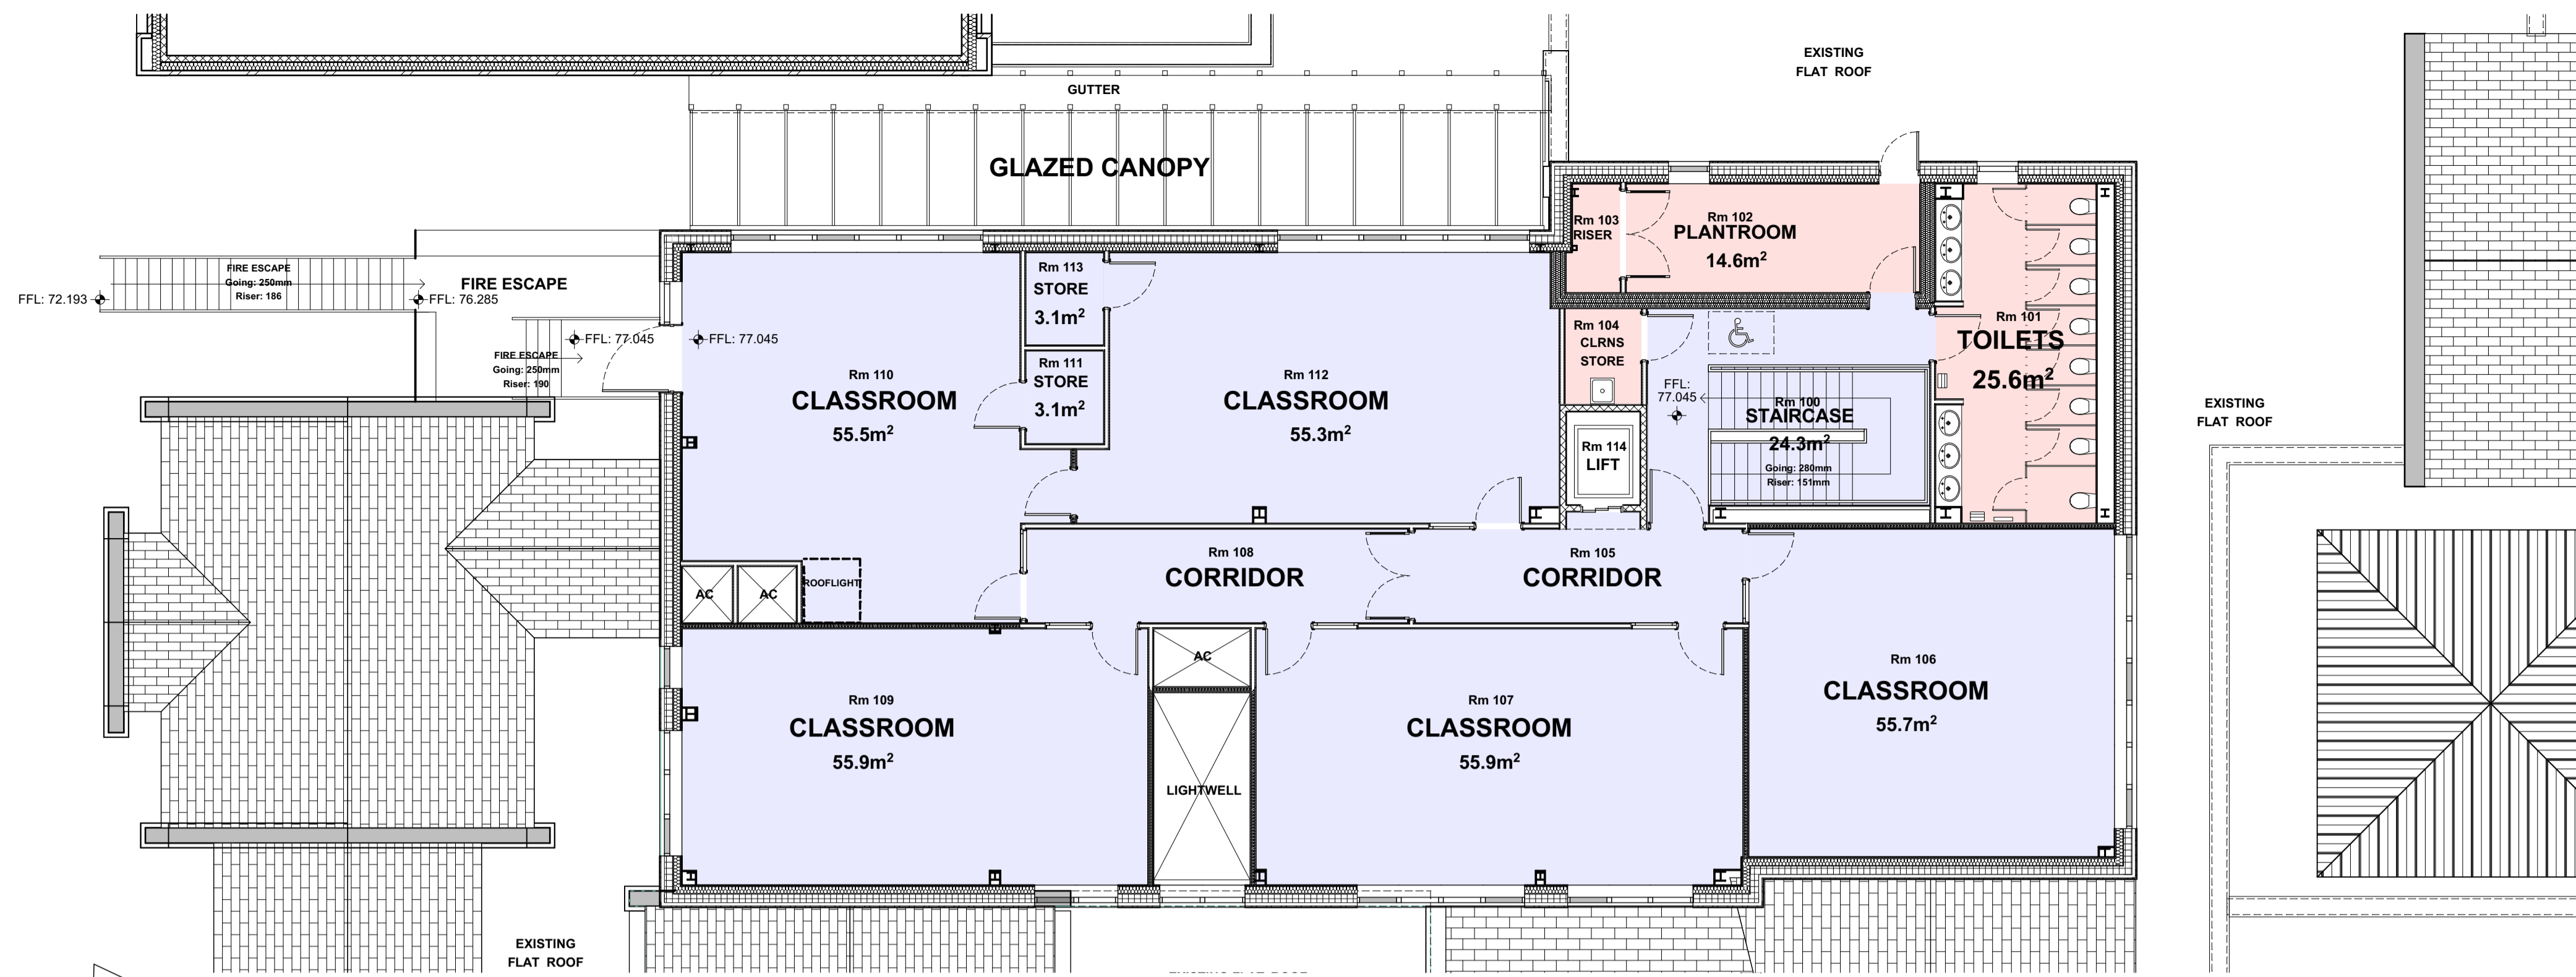 EXISTING
FLAT ROOF
GUTTER
GLAZED CANOPY
Rm 103
RISER
Rm 102
PLANTROOM
14.6m²
FIRE ESCAPE
Going: 250mm
Riser: 186
FIRE ESCAPE
FFL: 72.193
FFL: 76.285
FFL: 77.045
FFL: 77.045
FIRE ESCAPE
Going: 250mm
Riser: 190
Rm 113
STORE
3.1m²
Rm 111
STORE
3.1m²
Rm 110
CLASSROOM
55.5m²
Rm 112
CLASSROOM
55.3m²
Rm 104
CLRNS
STORE
Rm 101
TOILETS
25.6m²
FFL:
77.045
Rm 100
STAIRCASE
24.3m²
Going: 280mm
Riser: 151mm
Rm 114
LIFT
EXISTING
FLAT ROOF
Rm 108
CORRIDOR
Rm 105
CORRIDOR
AC
AC
ROOFLIGHT
AC
LIGHTWELL
Rm 109
CLASSROOM
55.9m²
Rm 107
CLASSROOM
55.9m²
Rm 106
CLASSROOM
55.7m²
EXISTING
FLAT ROOF